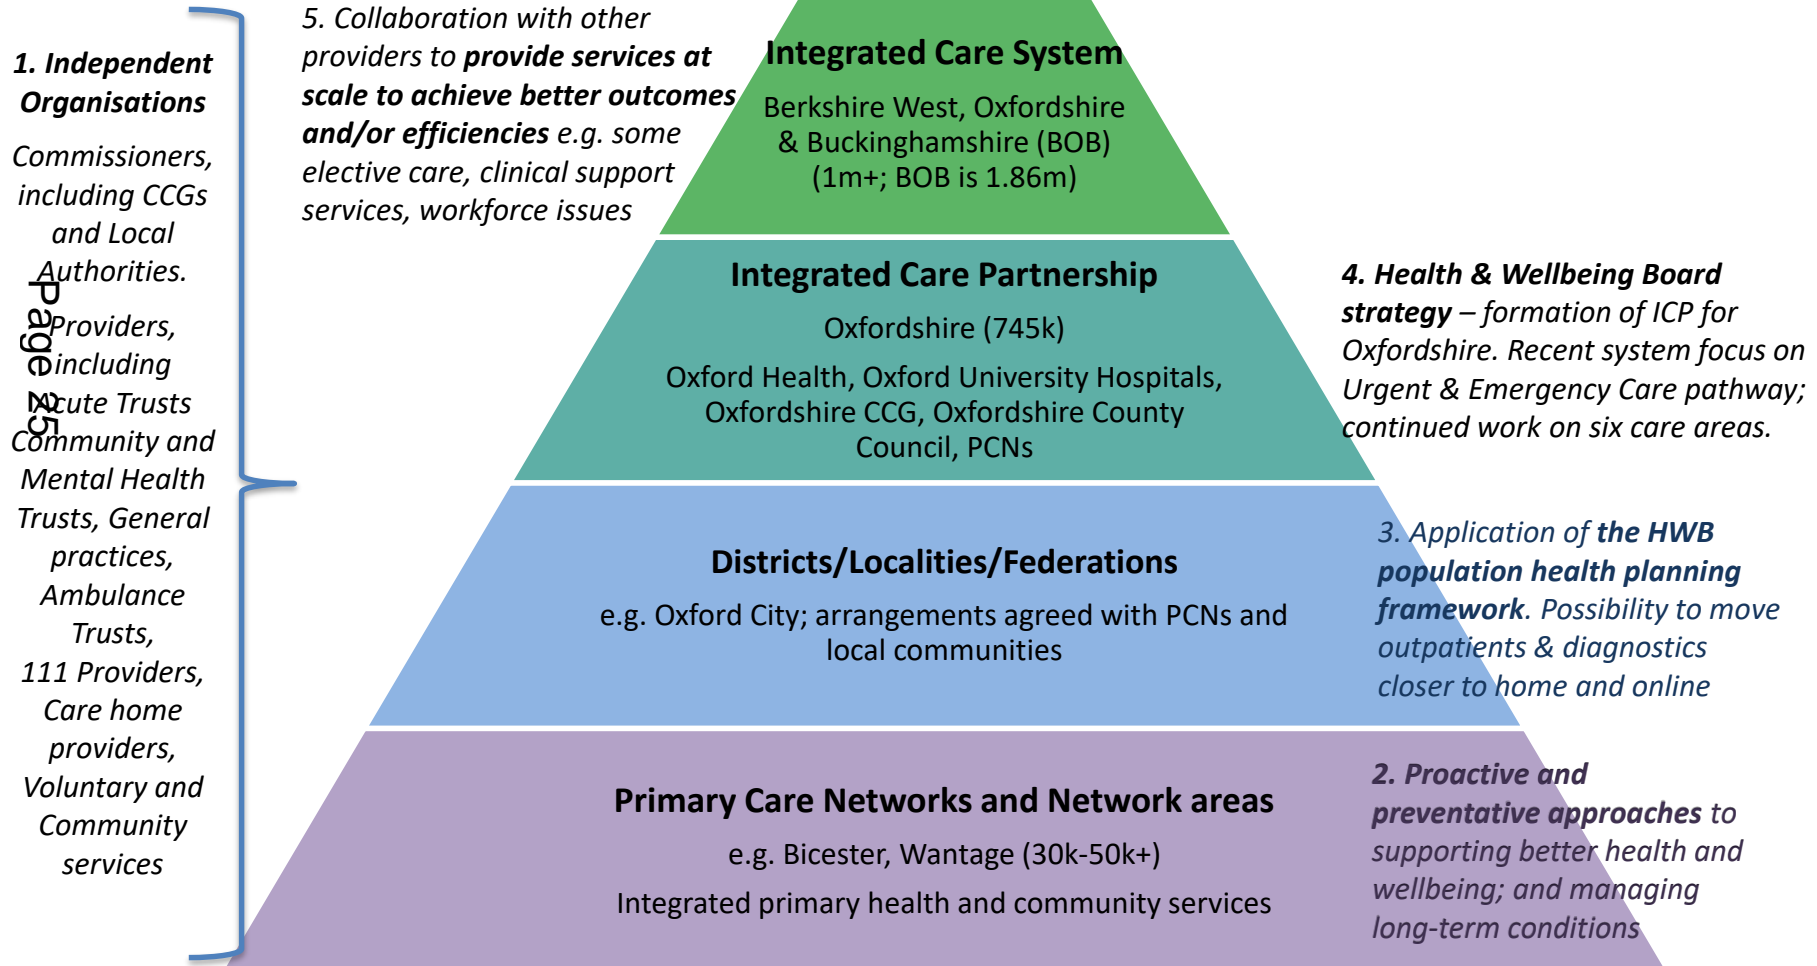 1. Independent
Organisations
Commissioners,
including CCGs
and Local
Authorities.
Providers,
including
Acute Trusts
Community and
Mental Health
Trusts, General
practices,
Ambulance
Trusts,
111 Providers,
Care home
providers,
Voluntary and
Community
services
Page 25
5. Collaboration with other
providers to provide services at
scale to achieve better outcomes
and/or efficiencies e.g. some
elective care, clinical support
services, workforce issues
Integrated Care System
Berkshire West, Oxfordshire
& Buckinghamshire (BOB)
(1m+; BOB is 1.86m)
Integrated Care Partnership
Oxfordshire (745k)
Oxford Health, Oxford University Hospitals,
Oxfordshire CCG, Oxfordshire County
Council, PCNs
4. Health & Wellbeing Board
strategy – formation of ICP for
Oxfordshire. Recent system focus on
Urgent & Emergency Care pathway;
continued work on six care areas.
Districts/Localities/Federations
e.g. Oxford City; arrangements agreed with PCNs and
local communities
3. Application of the HWB
population health planning
framework. Possibility to move
outpatients & diagnostics
closer to home and online
Primary Care Networks and Network areas
e.g. Bicester, Wantage (30k-50k+)
Integrated primary health and community services
2. Proactive and
preventative approaches to
supporting better health and
wellbeing; and managing
long-term conditions